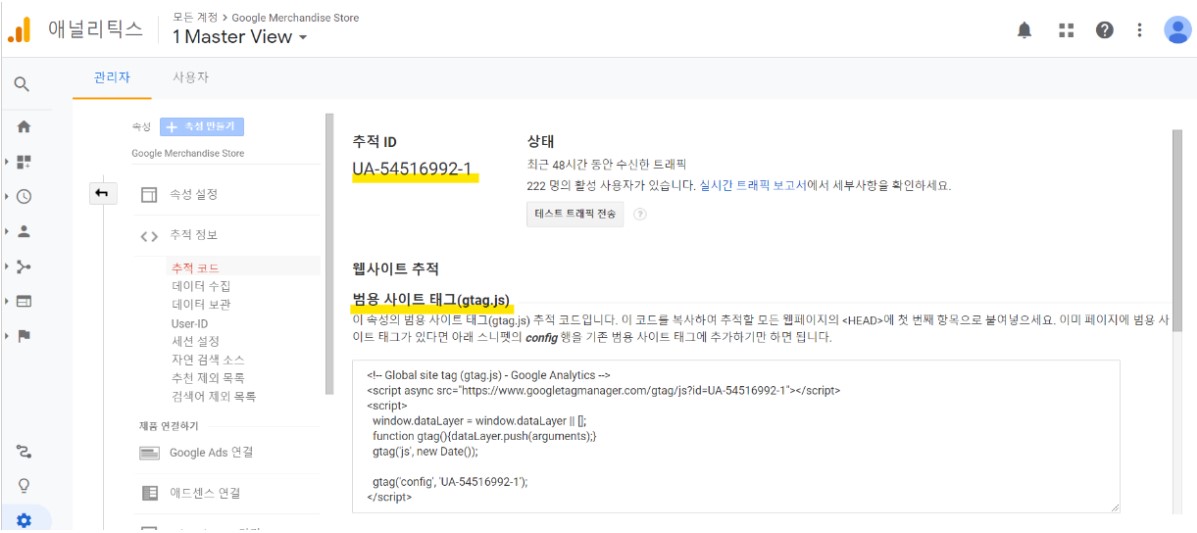 애널리틱스
모든 계정 > Google Merchandise Store
1 Master View
관리자
사용자
속성
+ 속성 만들기
Google Merchandise Store
속성 설정
<> 추적 정보
추적 코드
데이터 수집
데이터 보관
User-ID
세션 설정
자연 검색 소스
추천 제외 목록
검색어 제외 목록
제품 연결하기
Google Ads 연결
애드센스 연결
추적 ID
UA-54516992-1
상태
최근 48시간 동안 수신한 트래픽
222 명의 활성 사용자가 있습니다. 실시간 트래픽 보고서에서 세부사항을 확인하세요.
테스트 트래픽 전송
웹사이트 추적
범용 사이트 태그(gtag.js)
이 속성의 범용 사이트 태그(gtag.js) 추적 코드입니다. 이 코드를 복사하여 추적할 모든 웹페이지의 <HEAD>에 첫 번째 항목으로 붙여넣으세요. 이미 페이지에 범용 사
이트 태그가 있다면 아래 스니펫의 config 행을 기존 범용 사이트 태그에 추가하기만 하면 됩니다.
<!-- Global site tag (gtag.js) - Google Analytics -->
<script async src="https://www.googletagmanager.com/gtag/js?id=UA-54516992-1"></script>
<script>
window.dataLayer = window.dataLayer || [];
function gtag(){dataLayer.push(arguments);}
gtag('js', new Date());
gtag('config', 'UA-54516992-1');
</script>